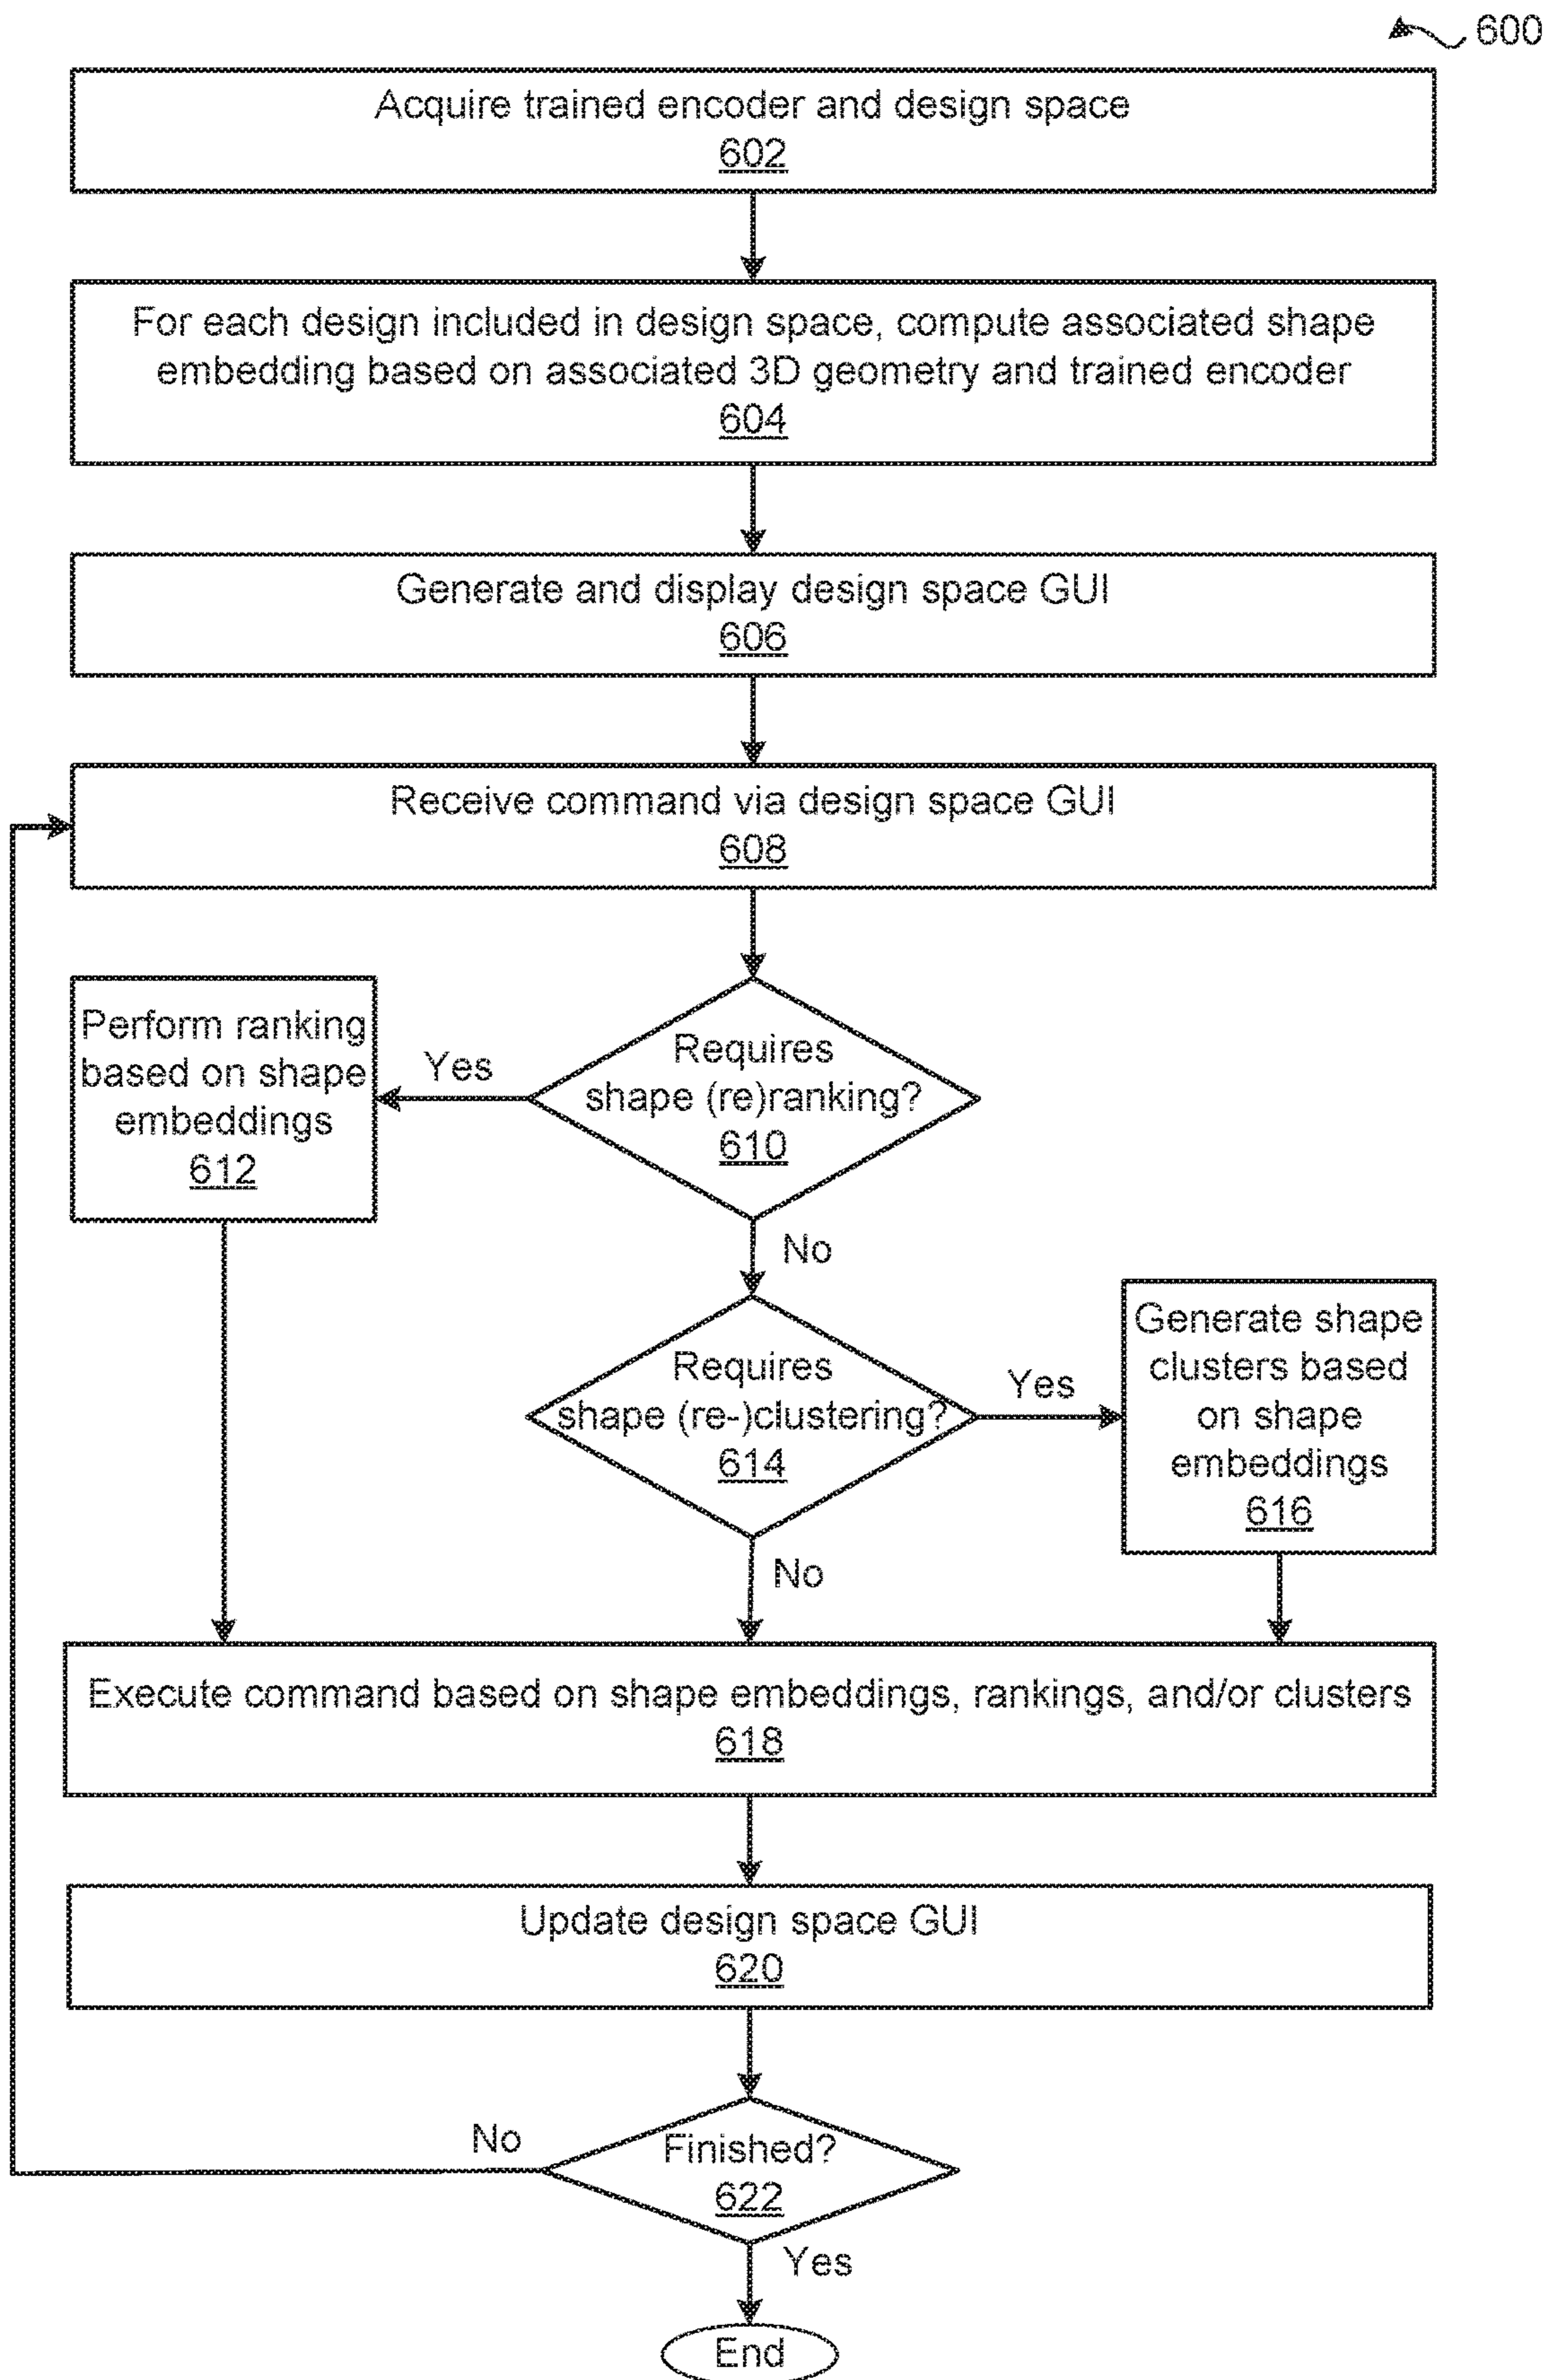 600
Acquire trained encoder and design space
602
For each design included in design space, compute associated shape
embedding based on associated 3D geometry and trained encoder
604
Generate and display design space GUI
606
Receive command via design space GUI
608
Perform ranking
based on shape
embeddings
612
Yes
Requires
shape (re)ranking?
610
No
Requires
shape (re-)clustering?
614
Yes
Generate shape
clusters based
on shape
embeddings
616
No
Execute command based on shape embeddings, rankings, and/or clusters
618
Update design space GUI
620
No
Finished?
622
Yes
End